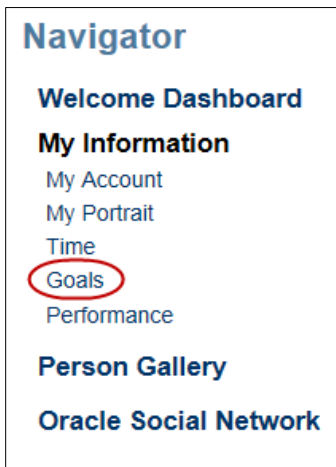 Navigator
Welcome Dashboard
My Information
My Account
My Portrait
Time
Goals
Performance
Person Gallery
Oracle Social Network